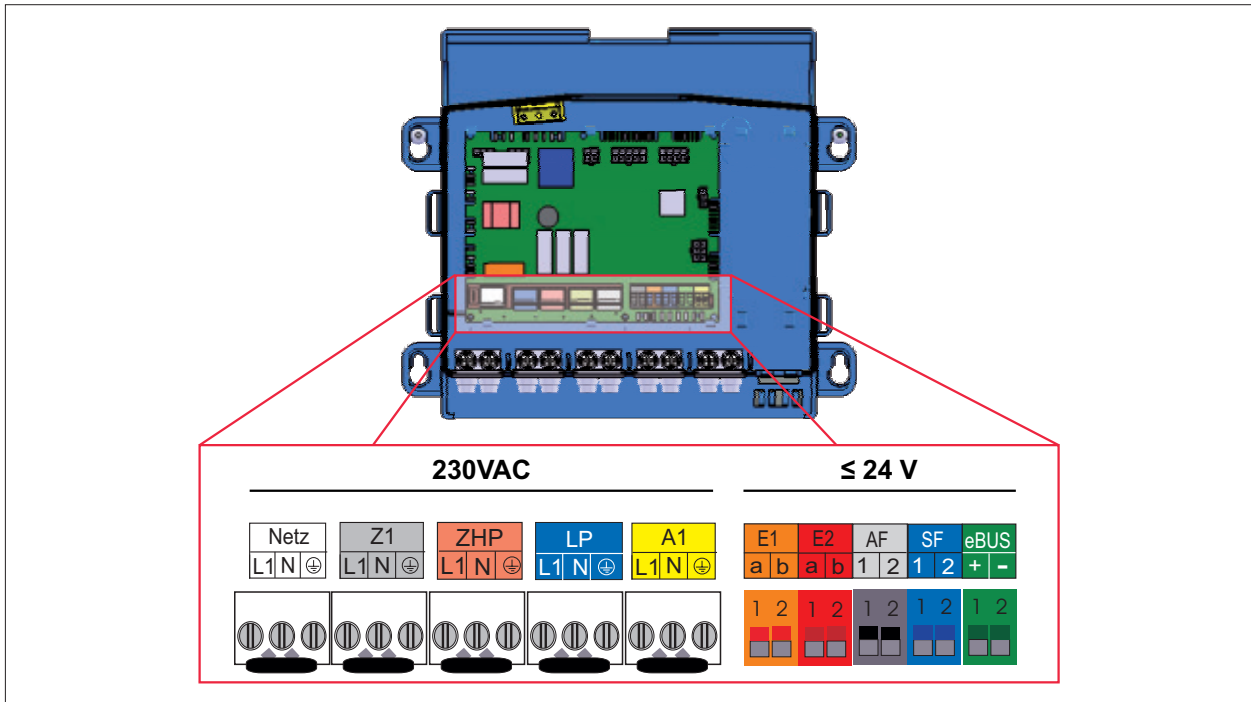 230VAC ≤ 24 V
Netz Z1 ZHP LP A1 E1 E2 AF SF eBUS
L1 N ⏚ L1 N ⏚ L1 N ⏚ L1 N ⏚ L1 N ⏚ a b a b 1 2 1 2 + -
1 2 1 2 1 2 1 2 1 2